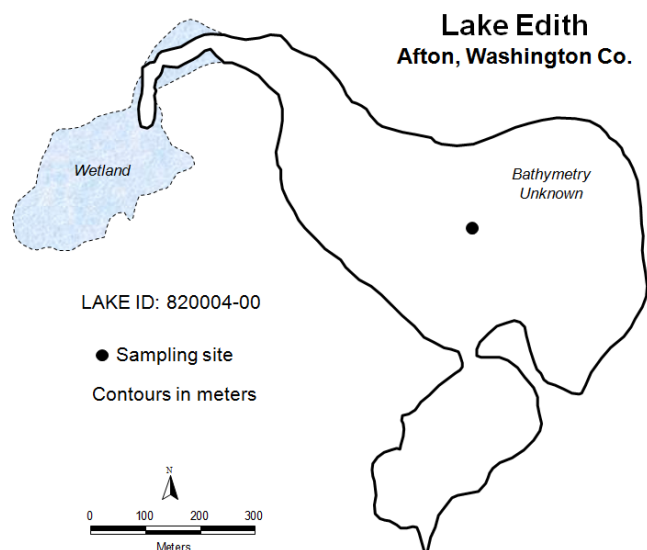 Lake Edith
Afton, Washington Co.
Wetland
Bathymetry
Unknown
LAKE ID: 820004-00
Sampling site
Contours in meters
N
0 100 200 300
Meters